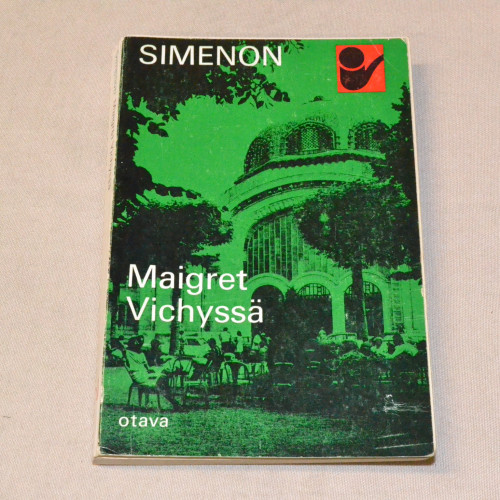 SIMENON
Maigret
Vichyssä
otava